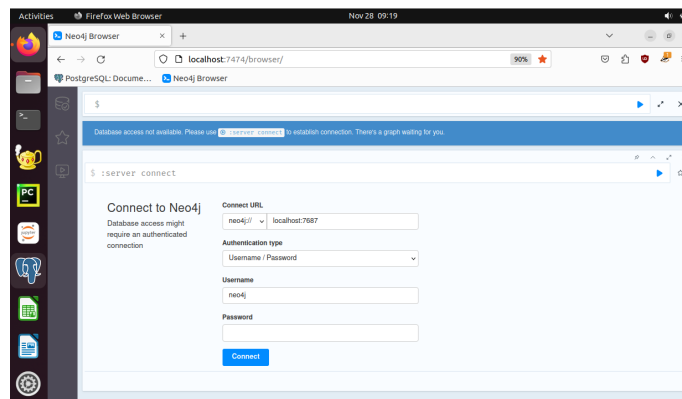 Activities
Firefox Web Browser
Nov 28 09:19
Neo4j Browser
localhost:7474/browser/
90%
PostgreSQL: Docume...
Neo4j Browser
$
Database access not available. Please use :server connect to establish connection. There's a graph waiting for you.
$ :server connect
Connect to Neo4j
Database access might
require an authenticated
connection
Connect URL
neo4j://
localhost:7687
Authentication type
Username / Password
Username
neo4j
Password
Connect
PC